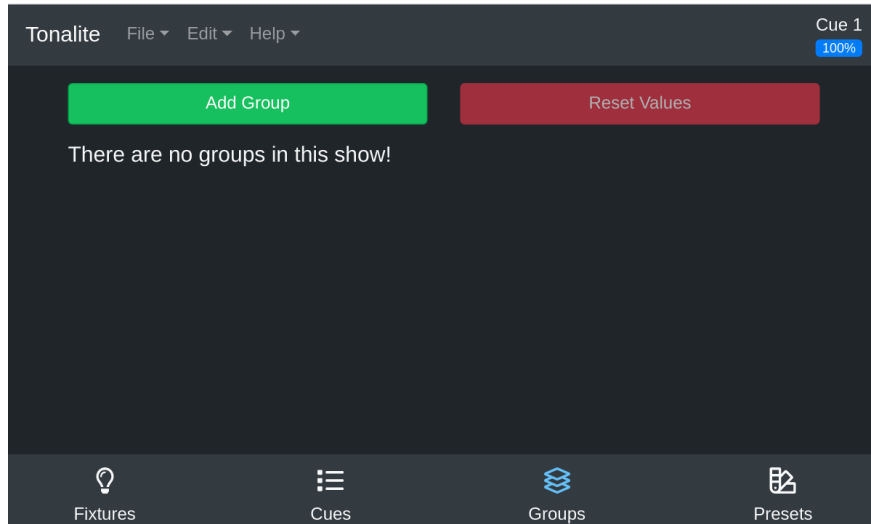 Tonalite File Edit Help Cue 1
100%
Add Group Reset Values
There are no groups in this show!
Fixtures Cues Groups Presets